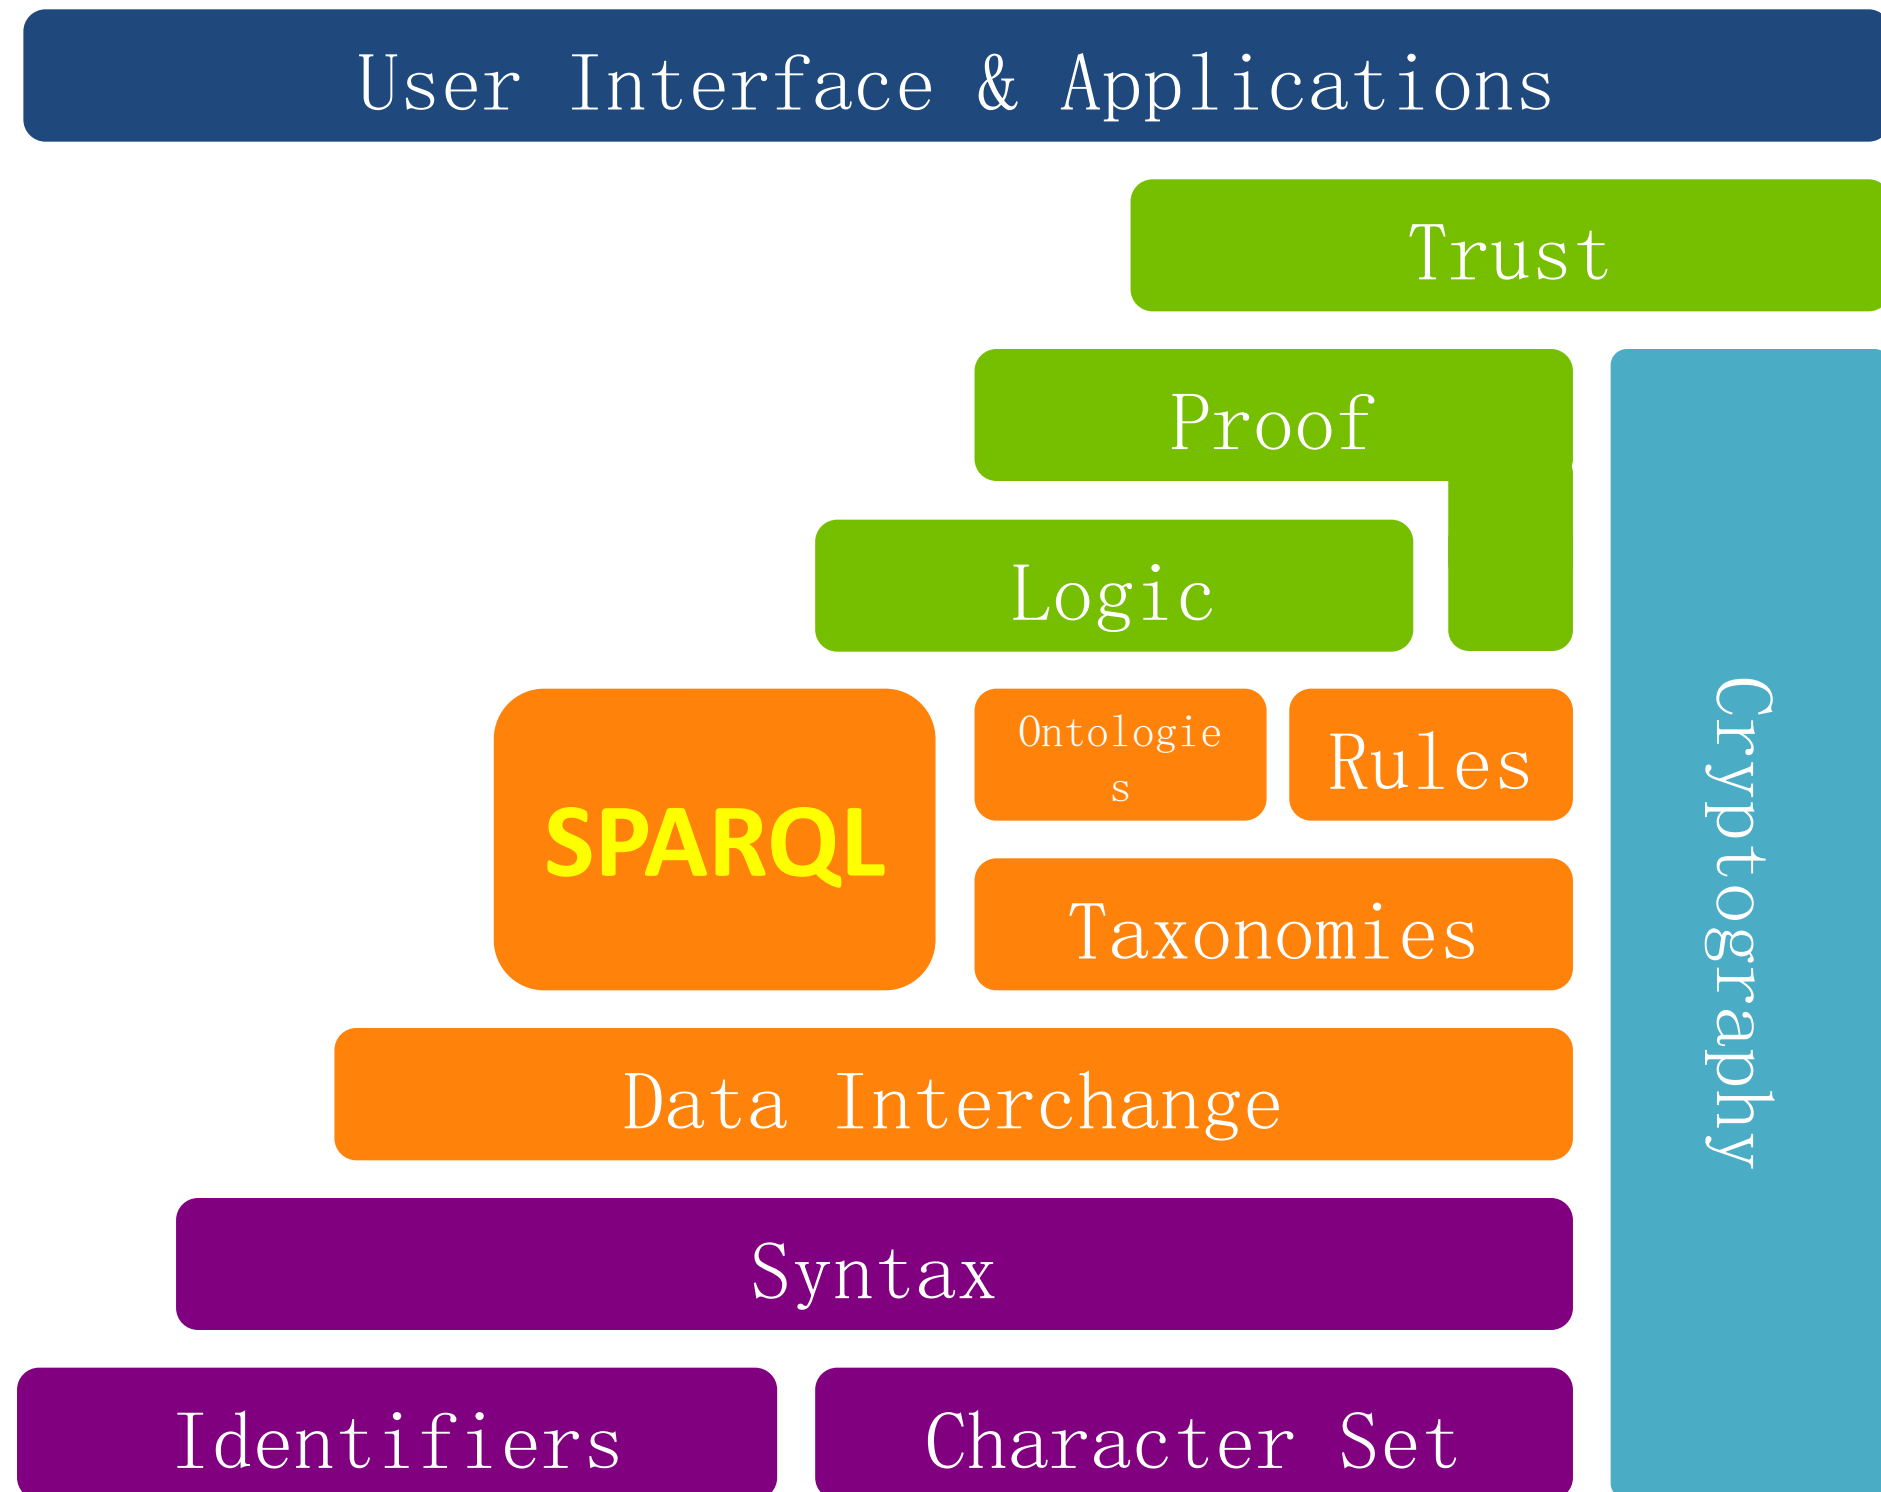 User Interface & Applications
Trust
Proof
Logic
Ontologie
s
Rules
SPARQL
Taxonomies
Cryptography
Data Interchange
Syntax
Identifiers
Character Set